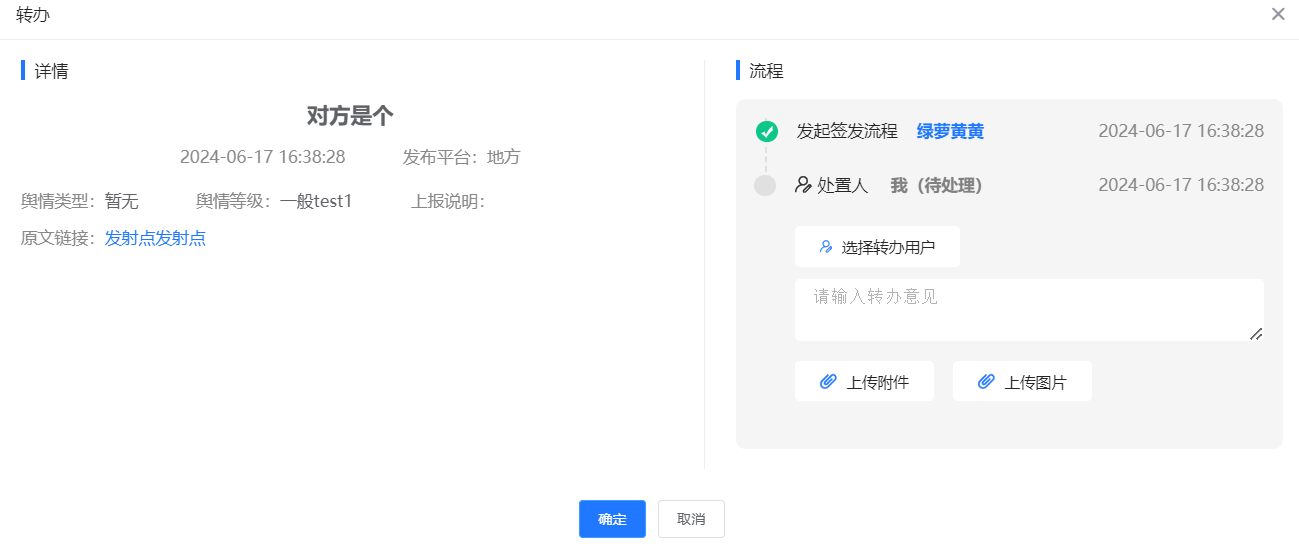 转办
详情
对方是个
2024-06-17 16:38:28 发布平台：地方
舆情类型：暂无 舆情等级：一般test1 上报说明：
原文链接：发射点发射点
流程
发起签发流程 绿萝黄黄 2024-06-17 16:38:28
处置人 我（待处理） 2024-06-17 16:38:28
选择转办用户
请输入转办意见
上传附件 上传图片
确定 取消